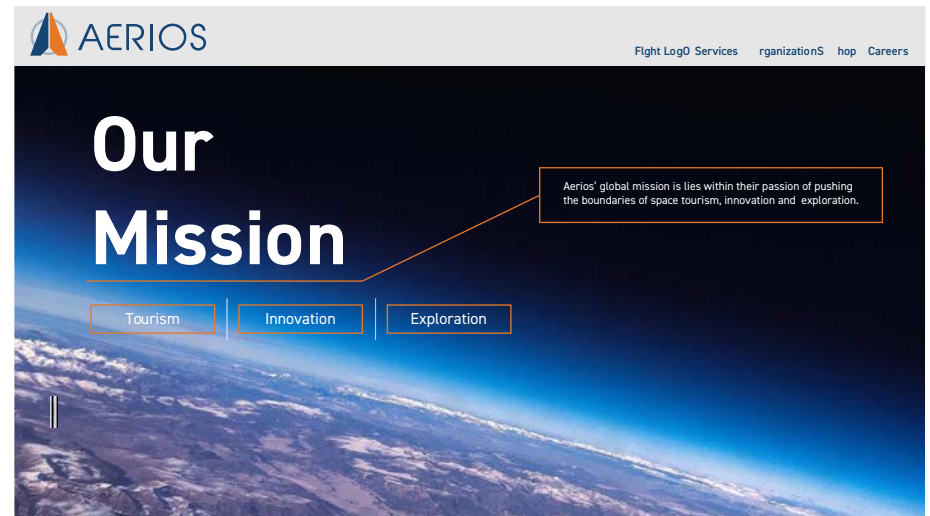 AERIOS
Flght LogO Services rganizationS hop Careers
Our
Mission
Aerios' global mission is lies within their passion of pushing
the boundaries of space tourism, innovation and exploration.
Tourism Innovation Exploration